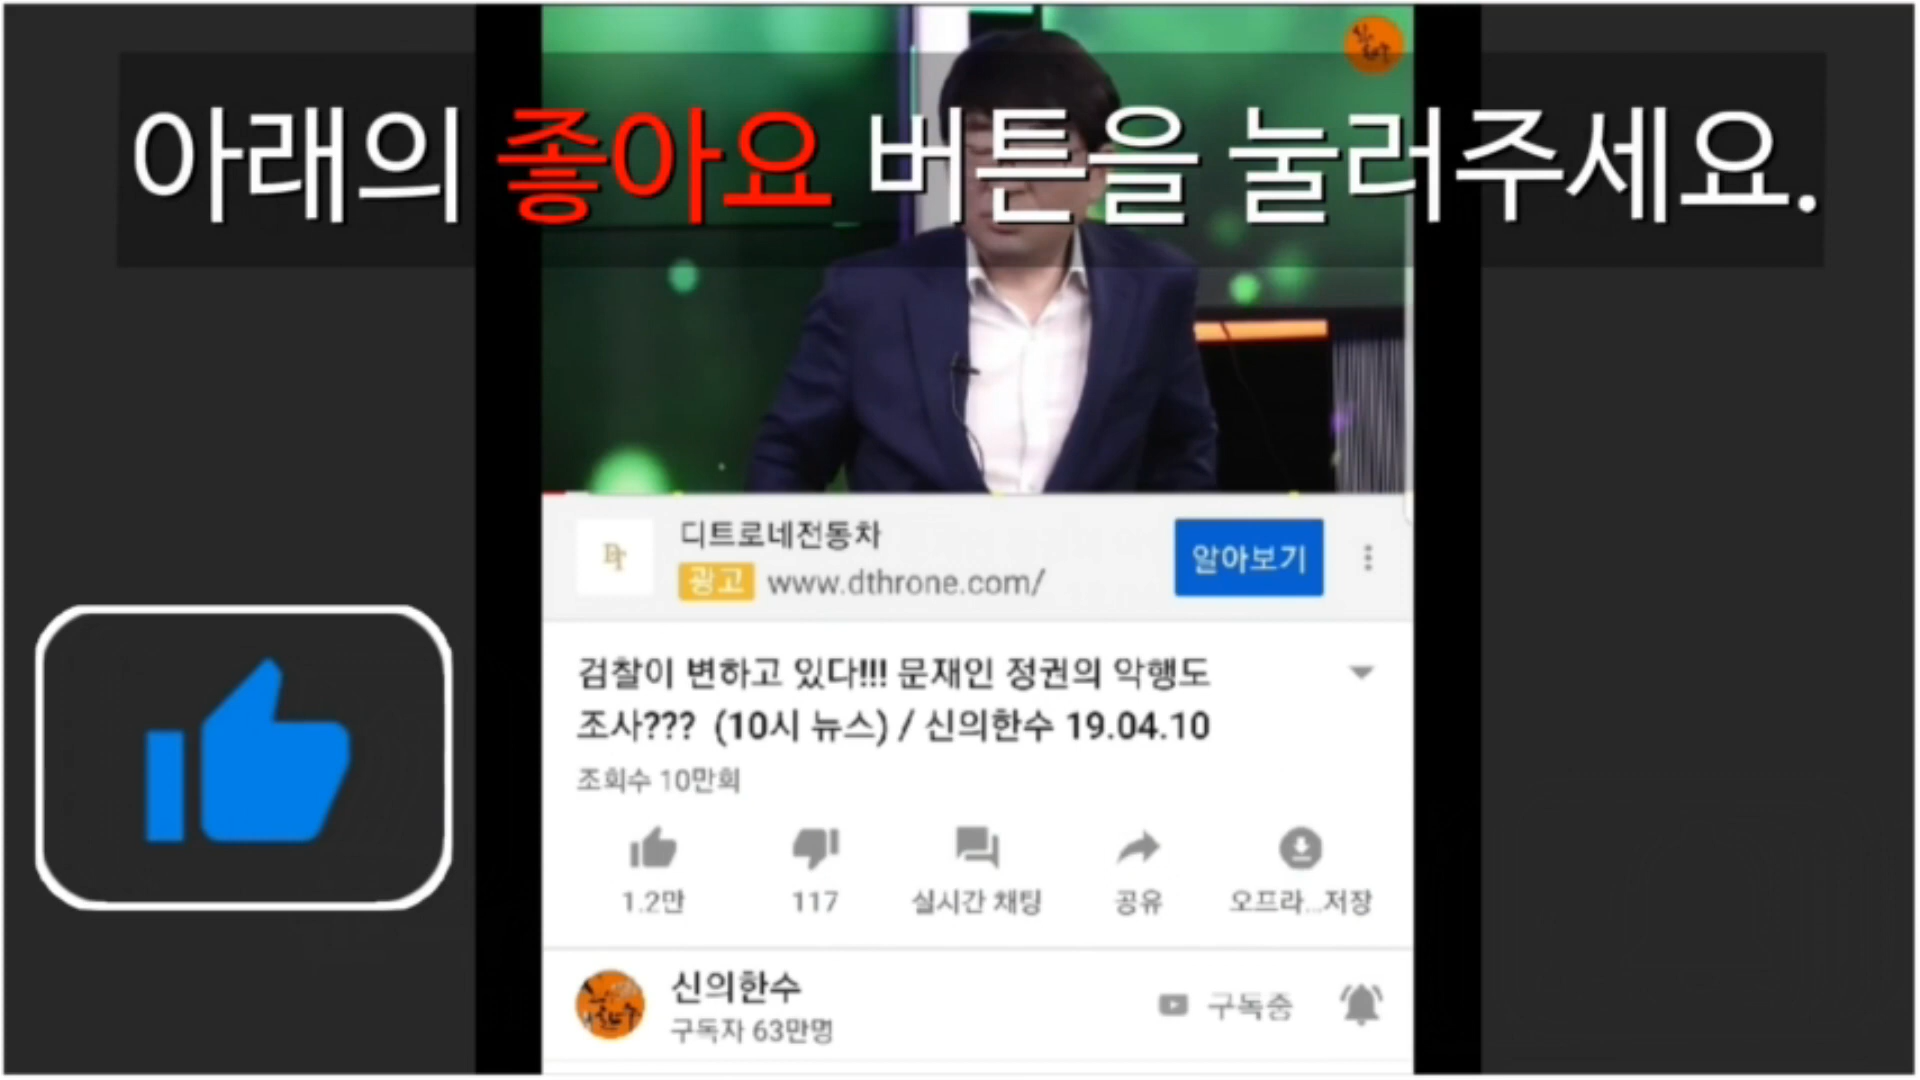 아래의 좋아요 버튼을 눌러주세요.
디트로네전동차
광고 www.dthrone.com/
알아보기
검찰이 변하고 있다!!! 문재인 정권의 악행도
조사??? (10시 뉴스) / 신의한수 19.04.10
조회수 10만회
1.2만 117 실시간 채팅 공유 오프라...저장
신의한수
구독자 63만명
구독중